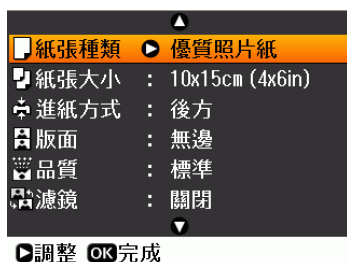 紙張種類 優質照片紙
紙張大小 : 10x15cm (4x6in)
進紙方式 : 後方
版面 : 無邊
品質 : 標準
濾鏡 : 關閉
調整 OK完成